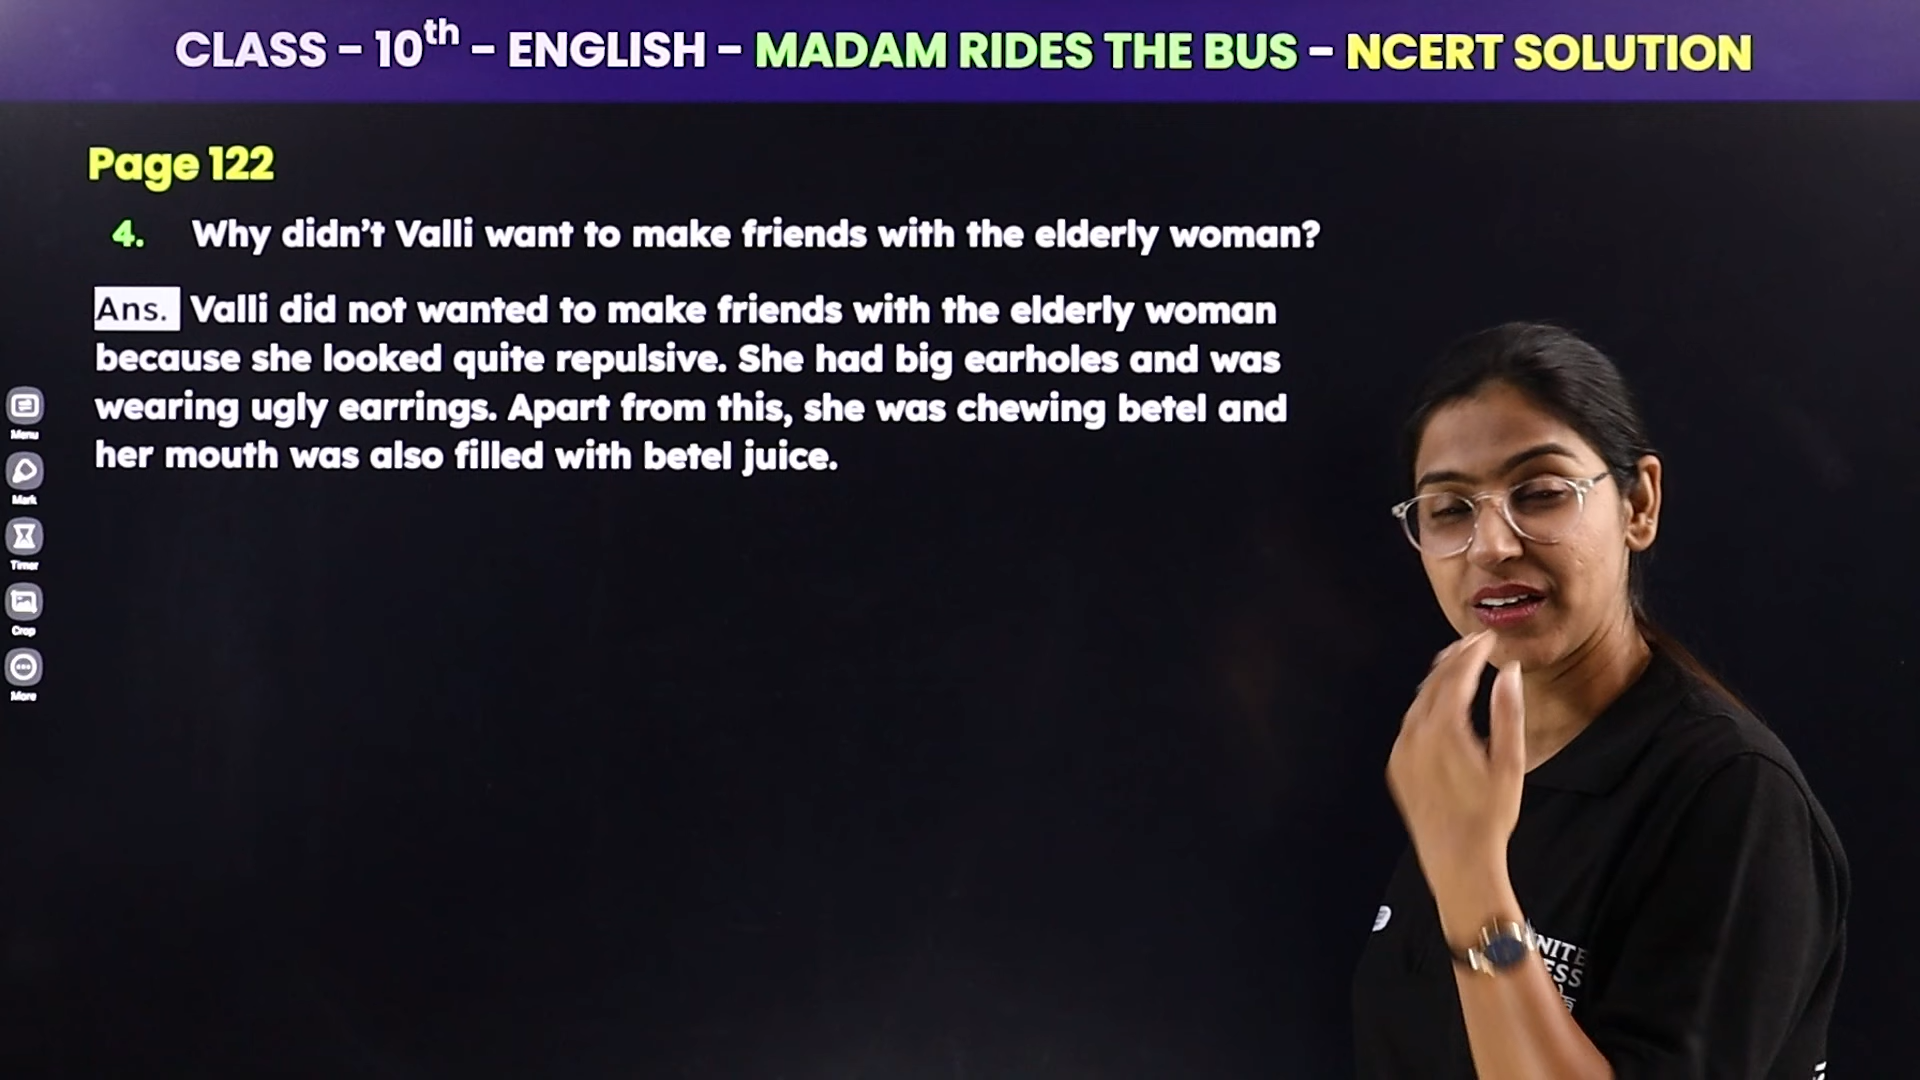 CLASS – 10th – ENGLISH – MADAM RIDES THE BUS – NCERT SOLUTION
Page 122
4. Why didn't Valli want to make friends with the elderly woman?
Ans. Valli did not wanted to make friends with the elderly woman
because she looked quite repulsive. She had big earholes and was
wearing ugly earrings. Apart from this, she was chewing betel and
her mouth was also filled with betel juice.
Menu
Mark
Timer
Crop
More